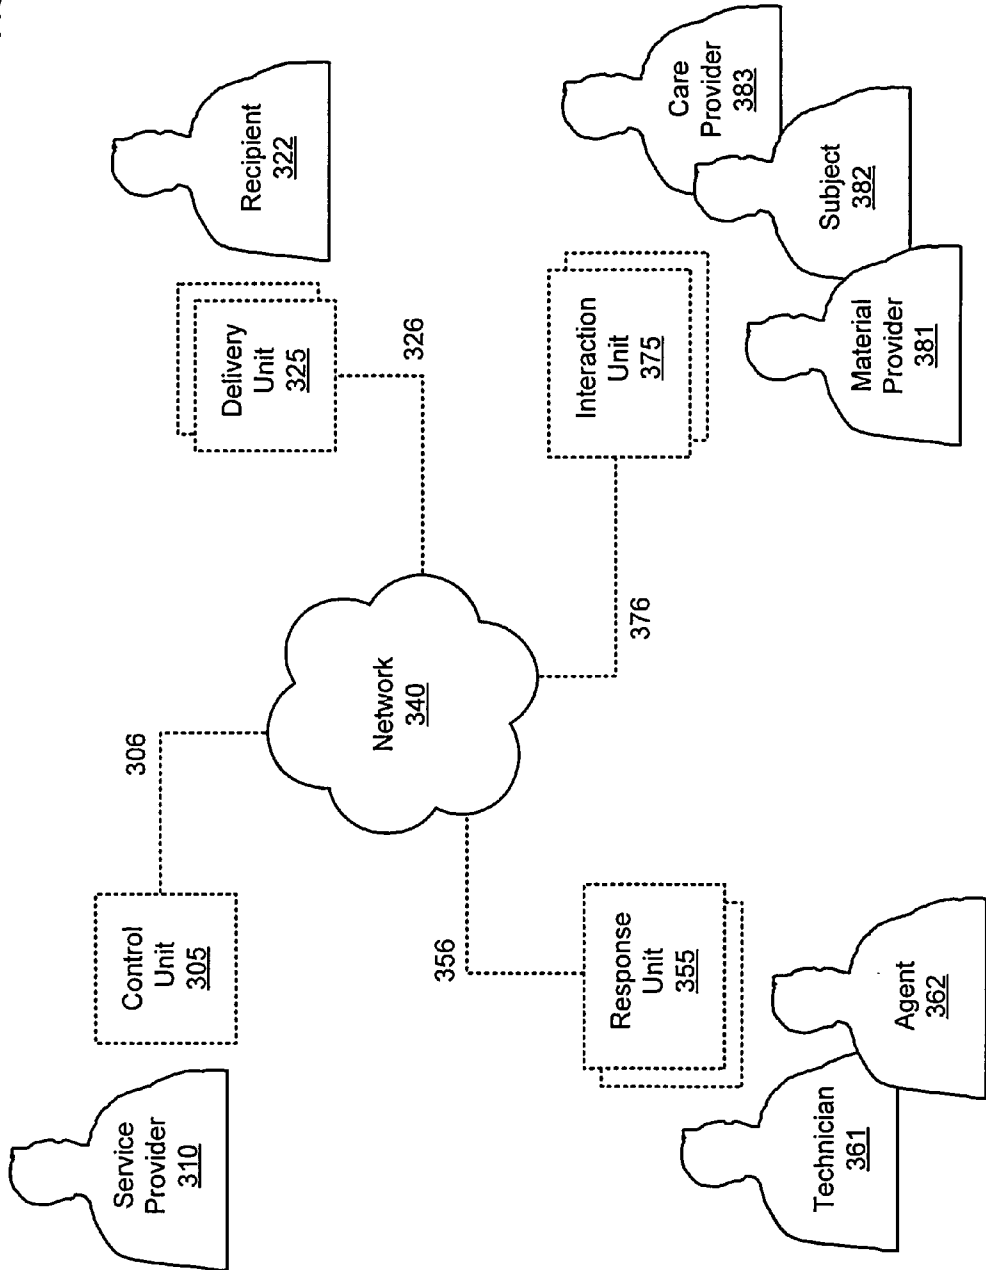 Service
Provider
310
Control
Unit
305
306
Delivery
Unit
325
Recipient
322
326
Network
340
356
376
Technician
361
Agent
362
Response
Unit
355
Interaction
Unit
375
Material
Provider
381
Subject
382
Care
Provider
383